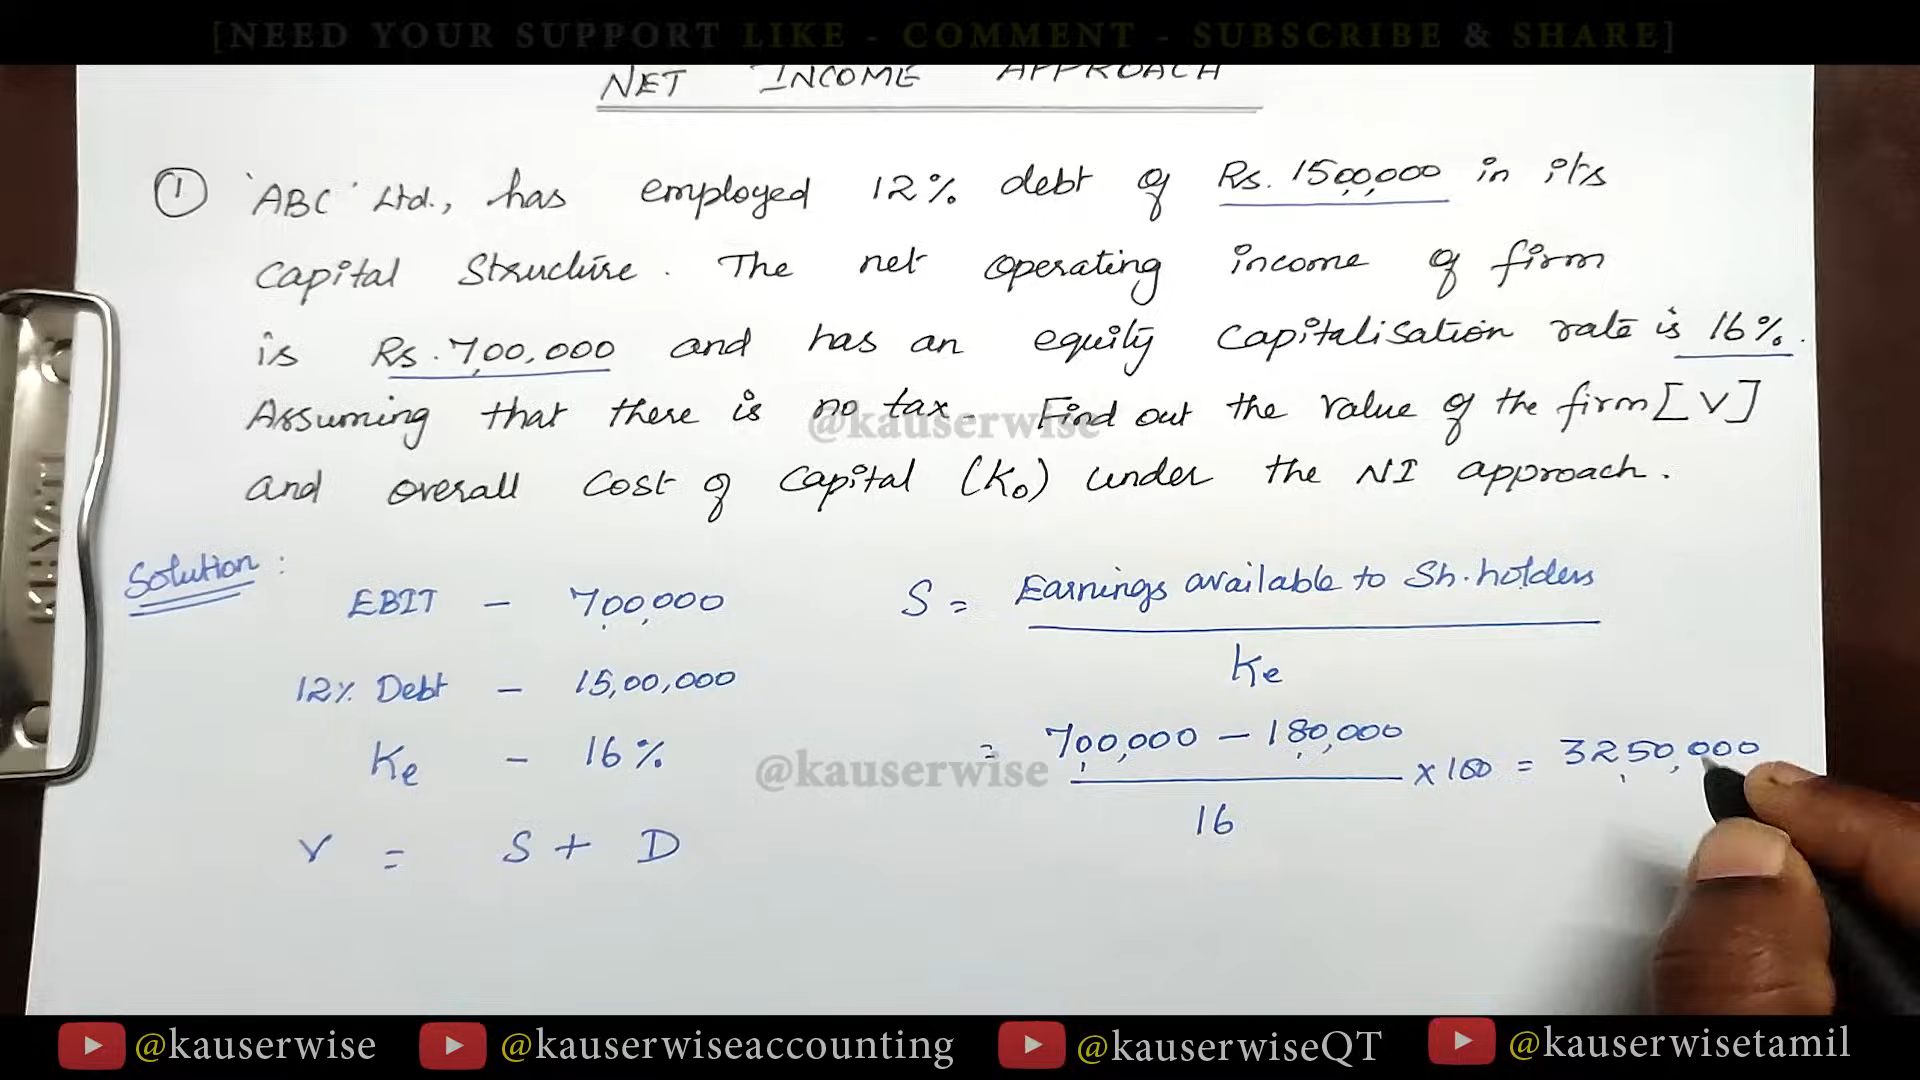 [NEED YOUR SUPPORT LIKE - COMMENT - SUBSCRIBE & SHARE]
NET INCOME APPROACH
1 'ABC' Ltd., has employed 12% debt of Rs. 1500,000 in its
Capital Structure. The net operating income of firm
is Rs. 700,000 and has an equity capitalisation rate is 16%.
Assuming that there is no tax. Find out the value of the firm [V]
@kauserwise
and overall cost of capital (Ko) under the NI approach.
Solution :
EBIT - 700,000
12% Debt - 15,00,000
Ke - 16%
V = S + D
S = Earnings available to Sh.holders
Ke
= 700,000 - 180,000
16
x 100 = 3250,000
@kauserwise
KHYATI
@kauserwise @kauserwiseaccounting @kauserwiseQT @kauserwisetamil